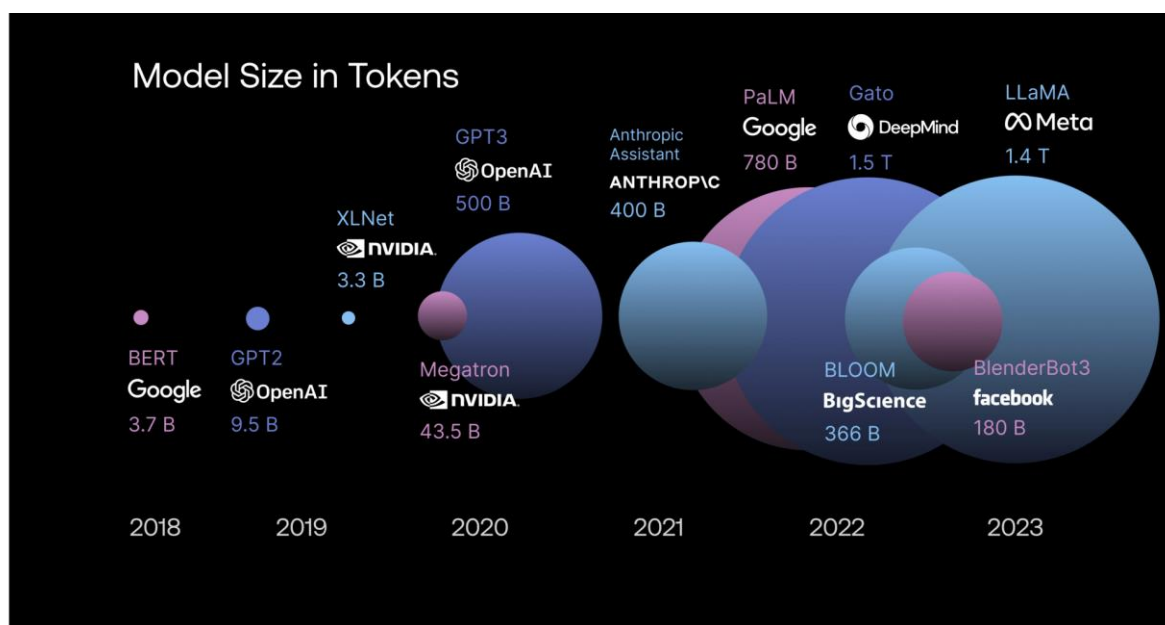 Model Size in Tokens
BERT
Google
3.7 B
GPT2
OpenAI
9.5 B
XLNet
NVIDIA.
3.3 B
Megatron
NVIDIA.
43.5 B
GPT3
OpenAI
500 B
Anthropic
Assistant
ANTHROP\C
400 B
PaLM
Google
780 B
Gato
DeepMind
1.5 T
BLOOM
BigScience
366 B
BlenderBot3
facebook
180 B
LLaMA
Meta
1.4 T
2018
2019
2020
2021
2022
2023